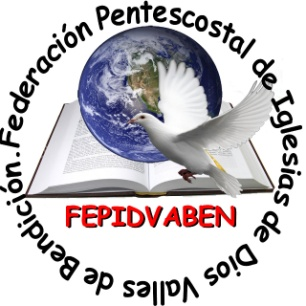 Federación Pentescostal de Iglesias de Dios Valles de Bendición.
FEPIDVABEN